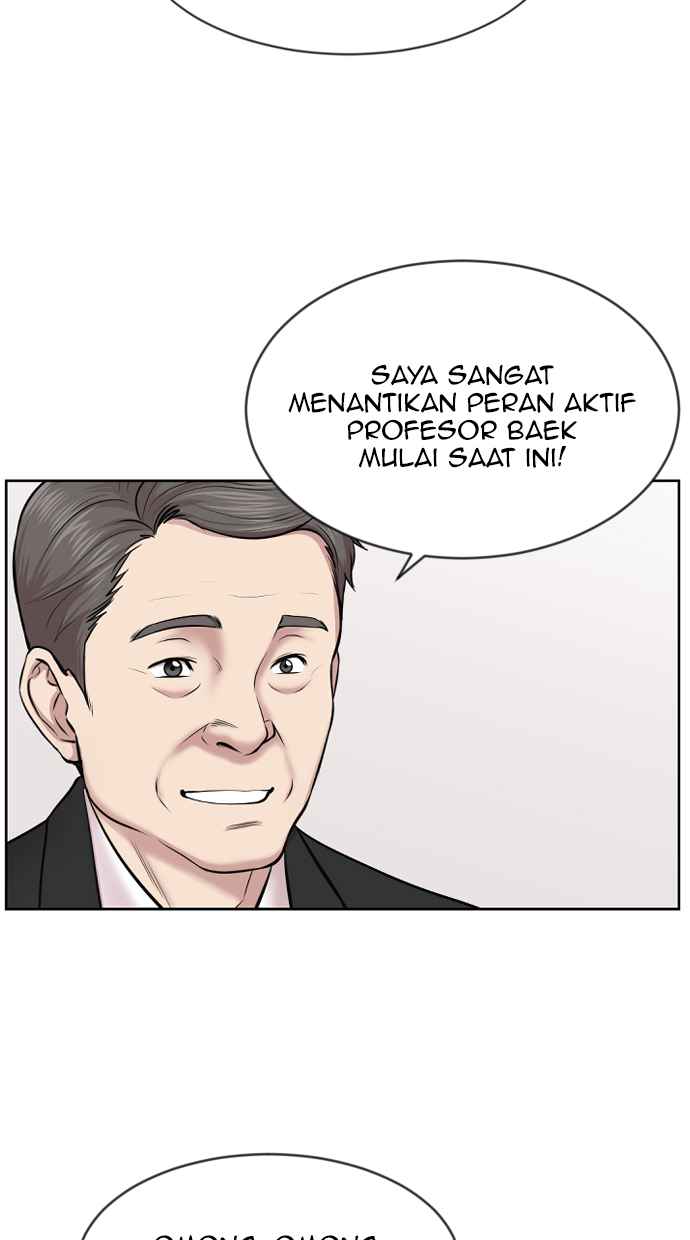 SAYA SANGAT
MENANTIKAN PERAN AKTIF
PROFESOR BAEK
MULAI SAAT INI!